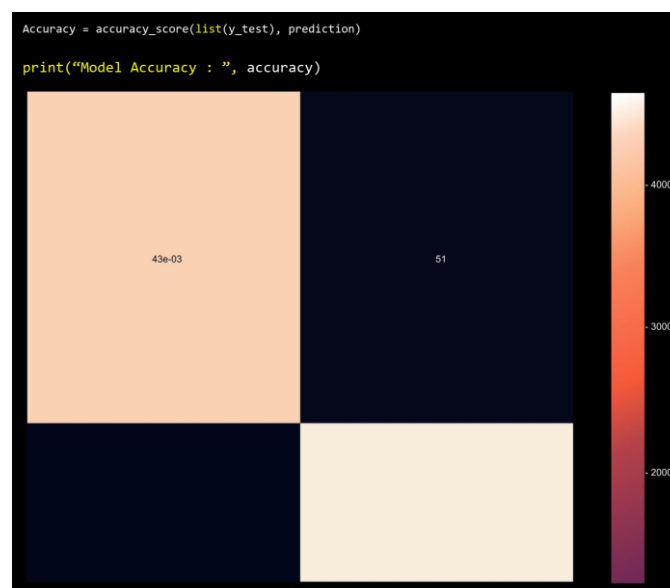 Accuracy = accuracy_score(list(y_test), prediction)
print(“Model Accuracy : ”, accuracy)
- 4000
43e-03 51
- 3000
- 2000